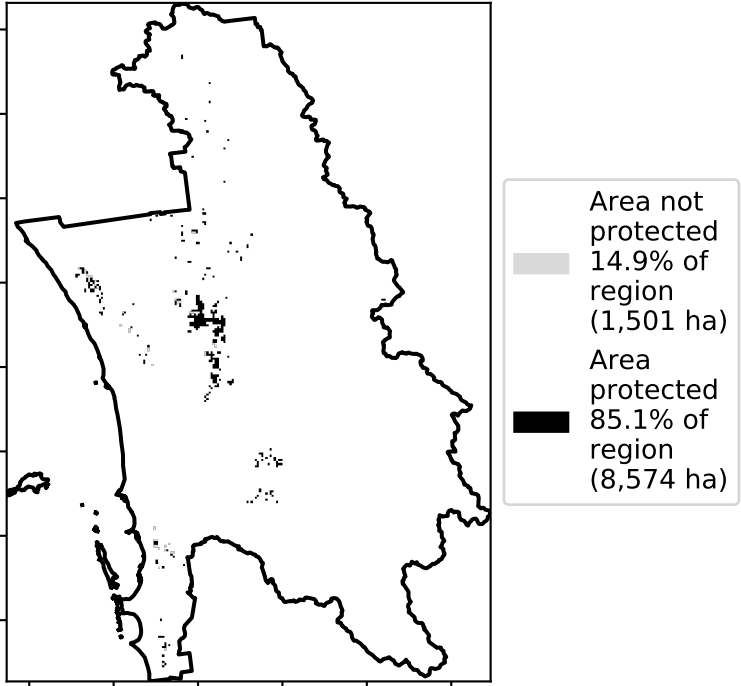 Area not
protected
14.9% of
region
(1,501 ha)
Area
protected
85.1% of
region
(8,574 ha)